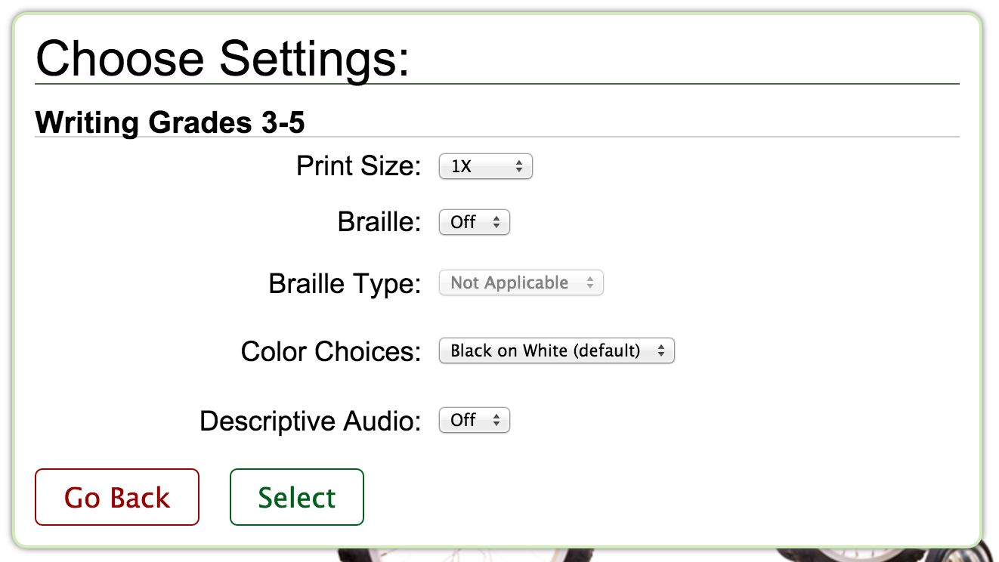 Choose Settings:
Writing Grades 3-5
Print Size: 1X
Braille: Off
Braille Type: Not Applicable
Color Choices: Black on White (default)
Descriptive Audio: Off
Go Back Select